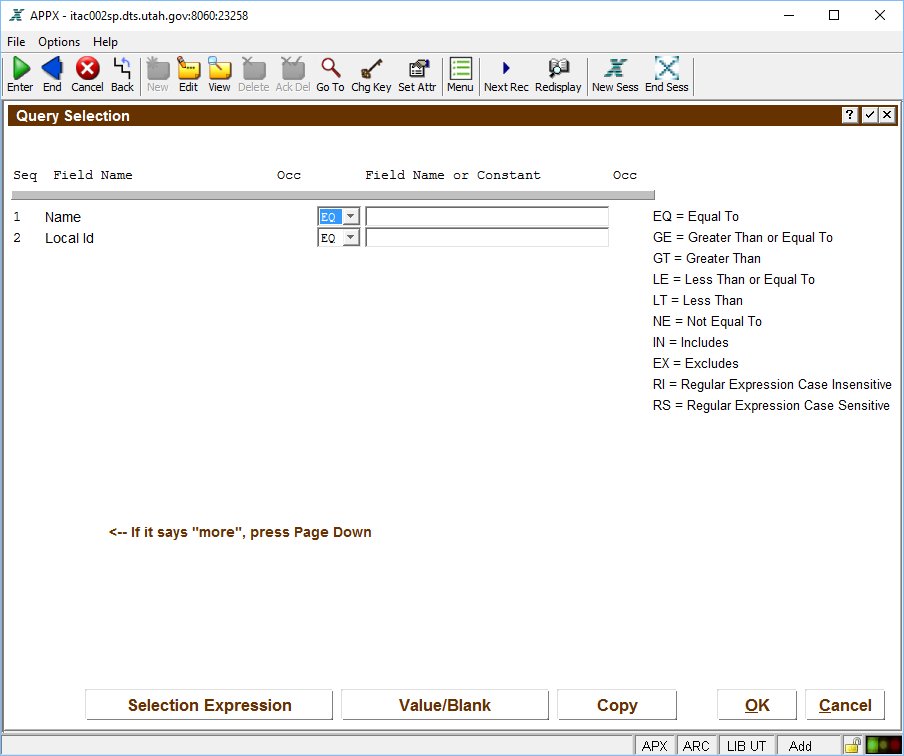 APPX - itac002sp.dts.utah.gov:8060:23258
File Options Help
Enter End Cancel Back New Edit View Delete Ack Del Go To Chg Key Set Attr Menu Next Rec Redisplay New Sess End Sess
Query Selection ?
Seq Field Name Occ Field Name or Constant Occ
1 Name EQ EQ = Equal To
2 Local Id EQ GE = Greater Than or Equal To
GT = Greater Than
LE = Less Than or Equal To
LT = Less Than
NE = Not Equal To
IN = Includes
EX = Excludes
RI = Regular Expression Case Insensitive
RS = Regular Expression Case Sensitive
<-- If it says "more", press Page Down
Selection Expression Value/Blank Copy OK Cancel
APX ARC LIB UT Add